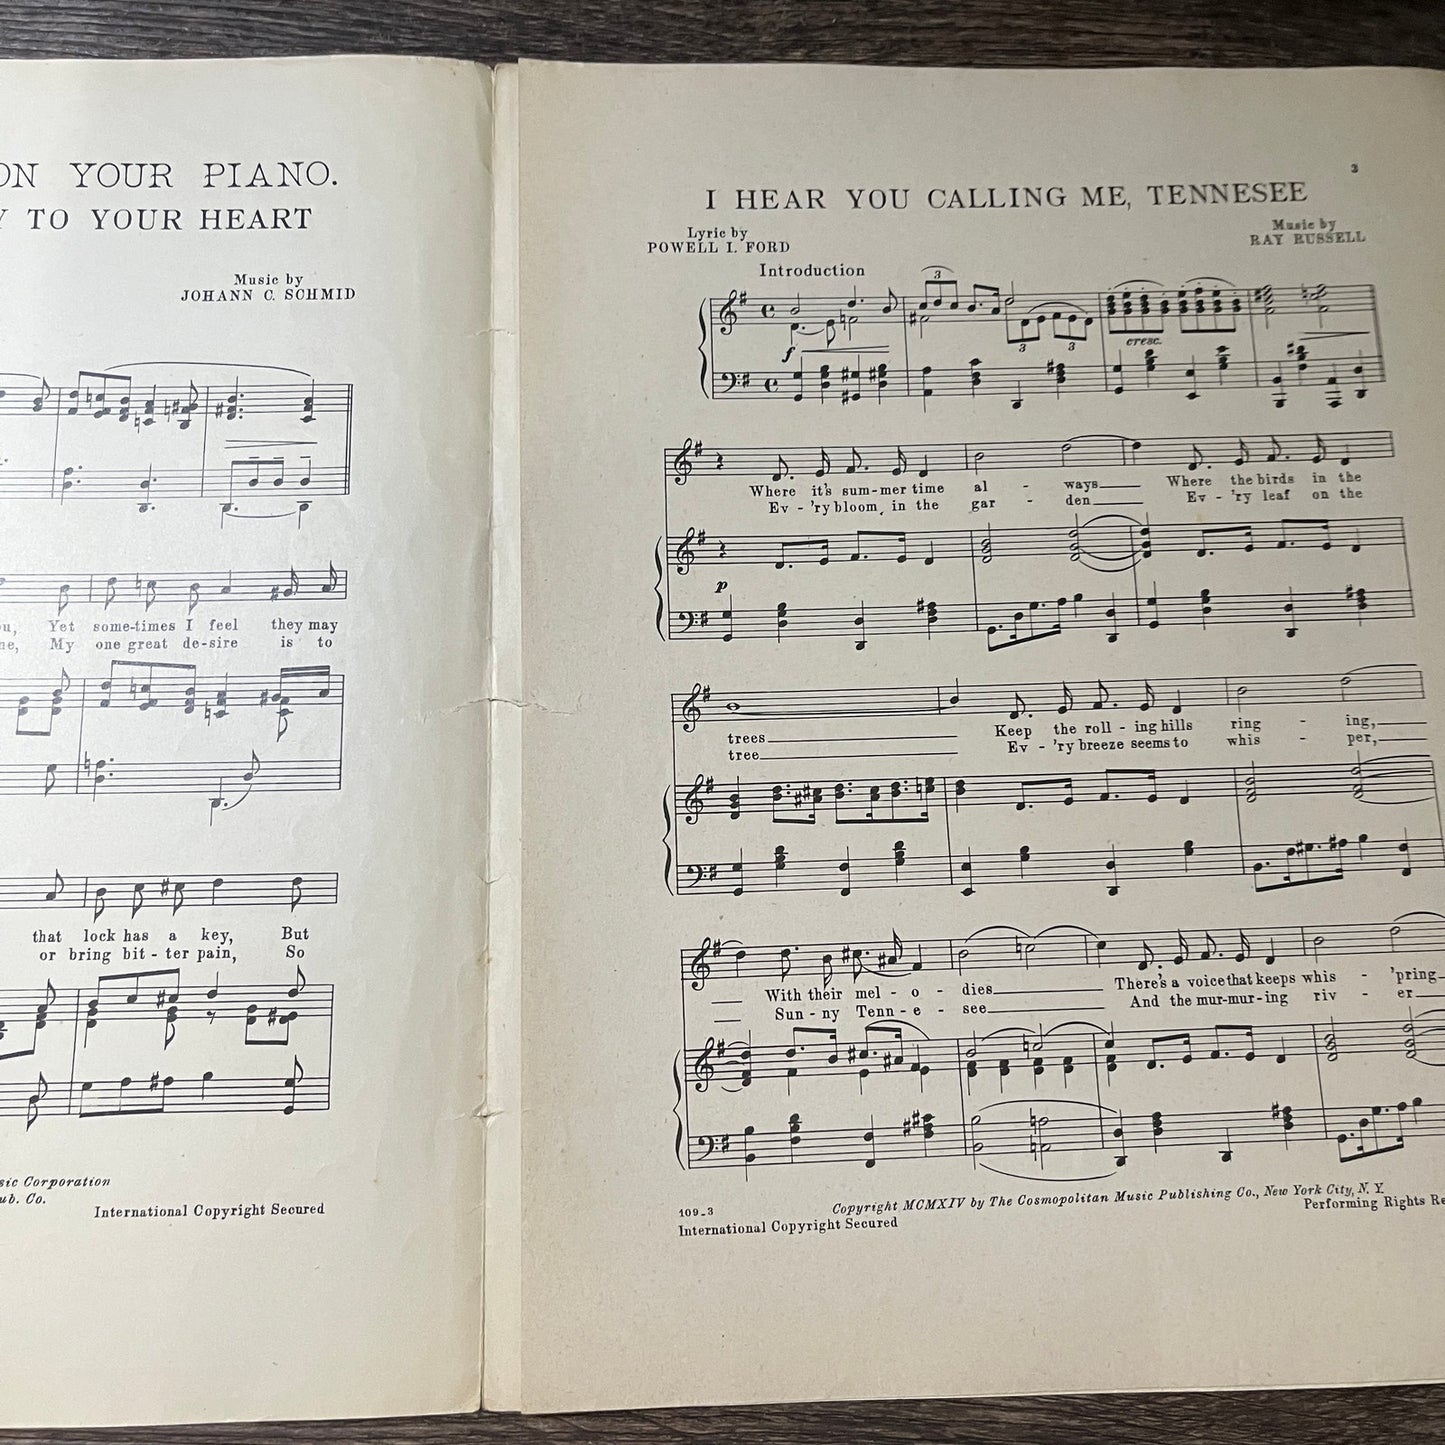 ON YOUR PIANO.
Y TO YOUR HEART
Music by
JOHANN C. SCHMID
Yet some-times I feel they may
My one great de-sire is to
that lock has a key, But
or bring bit-ter pain, So
sic Corporation
ub. Co.
International Copyright Secured
3
I HEAR YOU CALLING ME, TENNESEE
Lyric by
POWELL I. FORD
Music by
RAY RUSSELL
Introduction
3
3
3
f
cresc.
Where it's sum-mer time al - ways Where the birds in the
Ev - 'ry bloom in the gar - den Ev - 'ry leaf on the
p
trees Keep the roll - ing hills ring - ing,
tree Ev - 'ry breeze seems to whis - per,
With their mel - o - dies There's a voice that keeps whis - 'pring
Sun - ny Tenn - e - see And the mur-mur-ing riv - er
109_3
Copyright MCMXIV by The Cosmopolitan Music Publishing Co., New York City, N. Y.
International Copyright Secured
Performing Rights Re